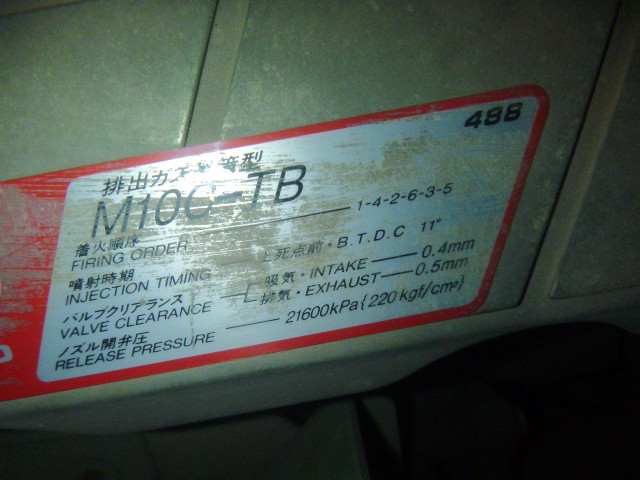 488
排出ガス対策型
M10C-TB
着火順序
FIRING ORDER — 1-4-2-6-3-5
噴射時期
INJECTION TIMING — 上死点前・B.T.D.C 11°
バルブクリアランス
VALVE CLEARANCE
吸気・INTAKE — 0.4mm
排気・EXHAUST — 0.5mm
ノズル開弁圧
RELEASE PRESSURE — 21600kPa{220kgf/cm²}